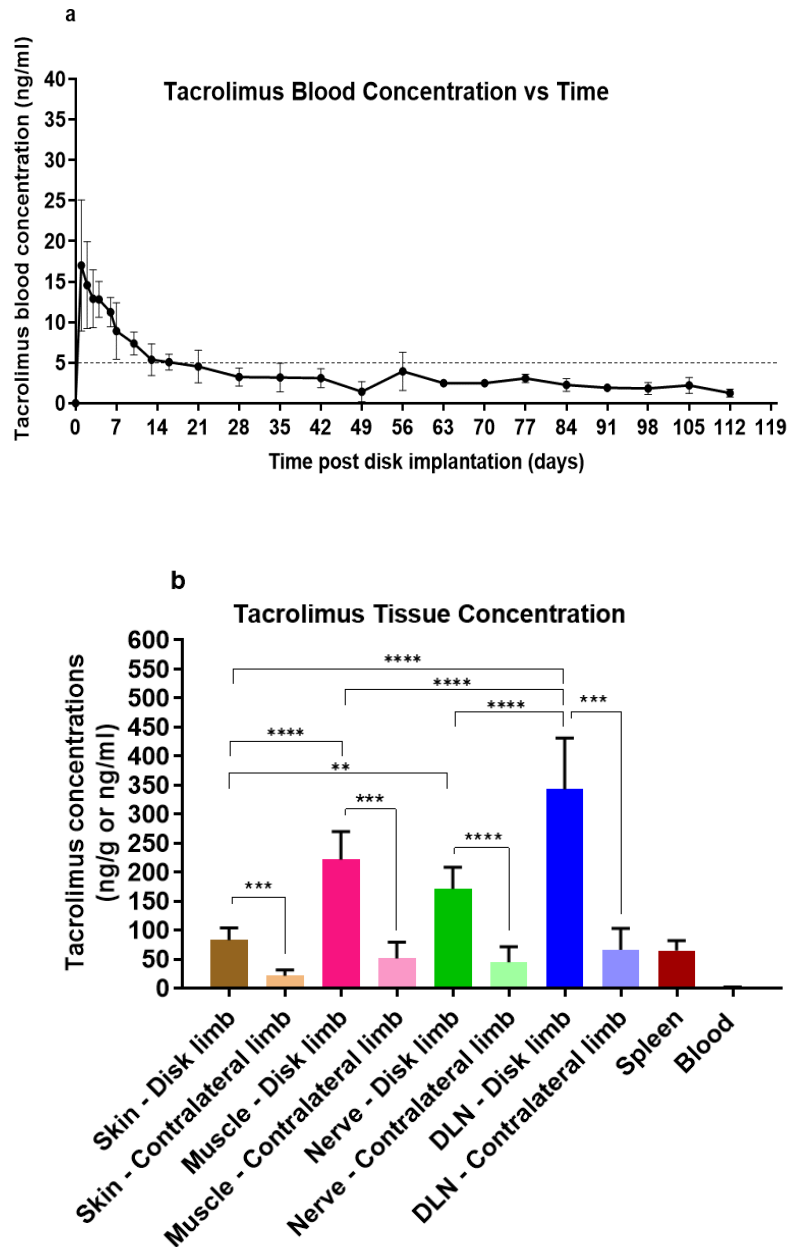 a
Tacrolimus Blood Concentration vs Time
Tacrolimus blood concentration (ng/ml)
40
35
30
25
20
15
10
5
0
0 7 14 21 28 35 42 49 56 63 70 77 84 91 98 105 112 119
Time post disk implantation (days)
b
Tacrolimus Tissue Concentration
Tacrolimus concentrations
(ng/g or ng/ml)
600
550
500
450
400
350
300
250
200
150
100
50
0
****
****
****
***
****
**
***
****
***
Skin - Disk limb
Skin - Contralateral limb
Muscle - Disk limb
Muscle - Contralateral limb
Nerve - Disk limb
Nerve - Contralateral limb
DLN - Disk limb
DLN - Contralateral limb
Spleen
Blood